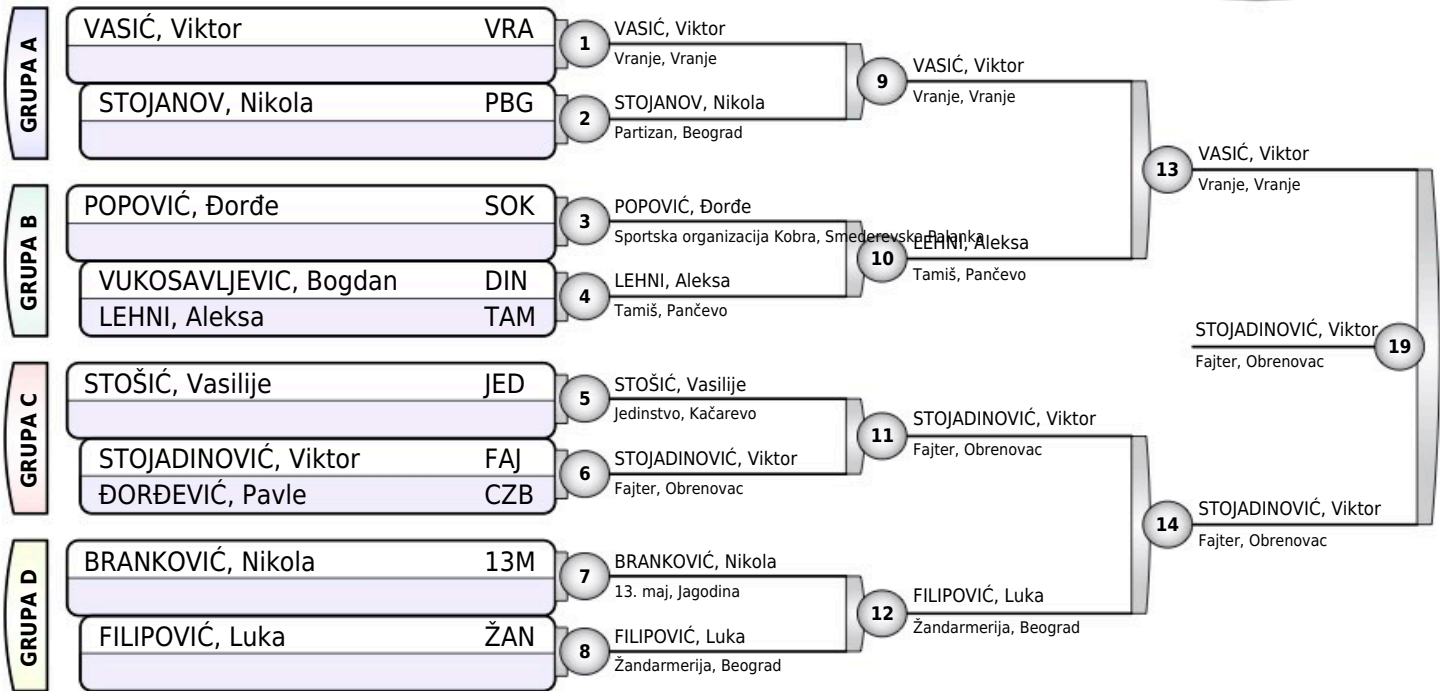 GRUPA A
VASIĆ, Viktor VRA
STOJANOV, Nikola PBG
GRUPA B
POPOVIĆ, Đorđe SOK
VUKOSAVLJEVIC, Bogdan DIN
LEHNI, Aleksa TAM
GRUPA C
STOŠIĆ, Vasilije JED
STOJADINOVIĆ, Viktor FAJ
ĐORĐEVIĆ, Pavle CZB
GRUPA D
BRANKOVIĆ, Nikola 13M
FILIPOVIĆ, Luka ŽAN
1
VASIĆ, Viktor
Vranje, Vranje
2
STOJANOV, Nikola
Partizan, Beograd
3
POPOVIĆ, Đorđe
Sportska organizacija Kobra, Smederevska Palanka
4
LEHNI, Aleksa
Tamiš, Pančevo
5
STOŠIĆ, Vasilije
Jedinstvo, Kačarevo
6
STOJADINOVIĆ, Viktor
Fajter, Obrenovac
7
BRANKOVIĆ, Nikola
13. maj, Jagodina
8
FILIPOVIĆ, Luka
Žandarmerija, Beograd
9
VASIĆ, Viktor
Vranje, Vranje
10
LEHNI, Aleksa
Tamiš, Pančevo
11
STOJADINOVIĆ, Viktor
Fajter, Obrenovac
12
FILIPOVIĆ, Luka
Žandarmerija, Beograd
13
VASIĆ, Viktor
Vranje, Vranje
14
STOJADINOVIĆ, Viktor
Fajter, Obrenovac
STOJADINOVIĆ, Viktor
19
Fajter, Obrenovac